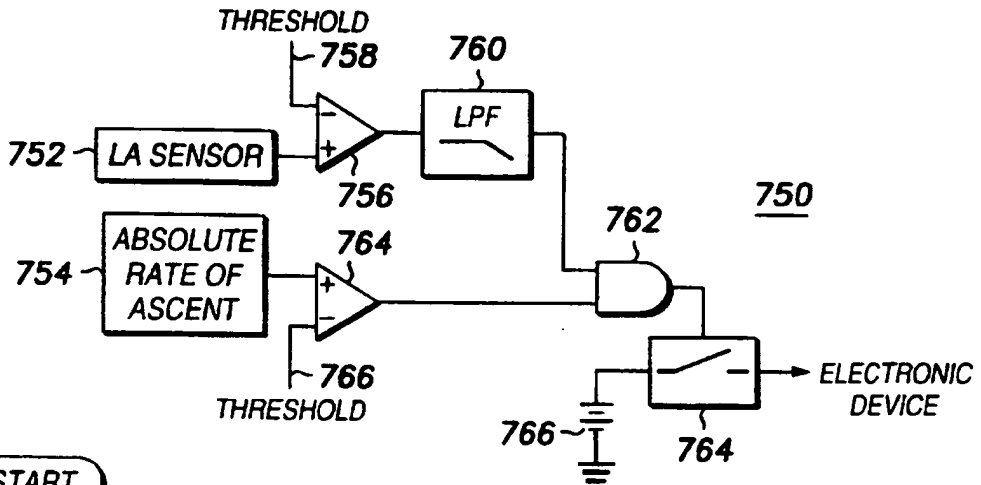 THRESHOLD
758
760
LPF
752
LA SENSOR
-
+
756
750
762
764
754
ABSOLUTE
RATE OF
ASCENT
+
-
766
THRESHOLD
ELECTRONIC
DEVICE
766
764
START